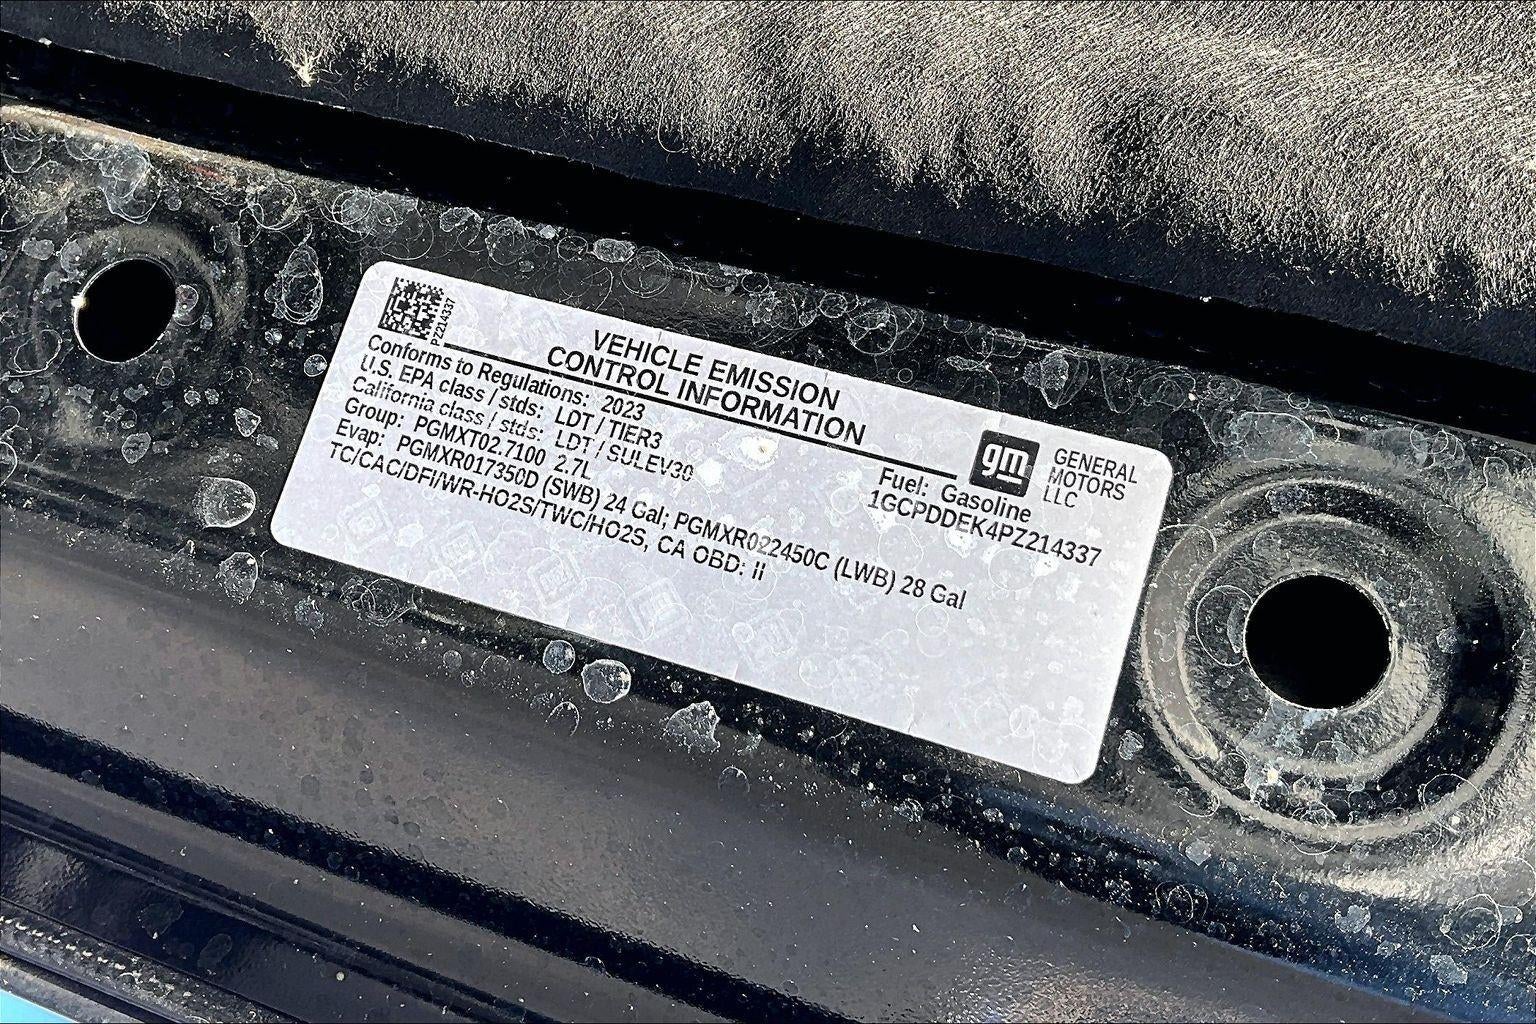 PZ214337
VEHICLE EMISSION
CONTROL INFORMATION
gm
GENERAL
MOTORS
LLC
Conforms to Regulations: 2023
U.S. EPA class / stds: LDT / TIER3
California class / stds: LDT / SULEV30
Group: PGMXT02.7100 2.7L
Evap: PGMXR017350D (SWB) 24 Gal; PGMXR022450C (LWB) 28 Gal
TC/CAC/DFI/WR-HO2S/TWC/HO2S, CA OBD: II
Fuel: Gasoline
1GCPDDEK4PZ214337